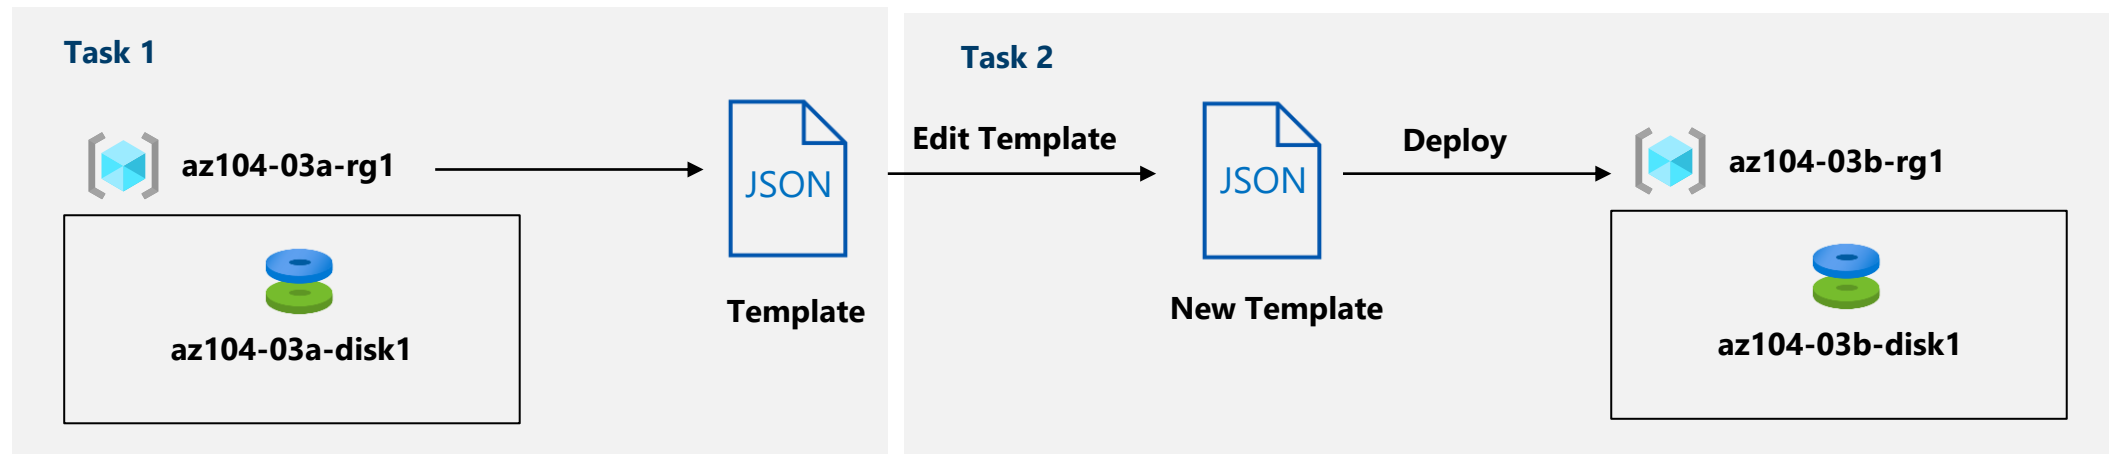 Task 1
az104-03a-rg1
JSON
Template
az104-03a-disk1
Task 2
Edit Template
JSON
New Template
Deploy
az104-03b-rg1
az104-03b-disk1